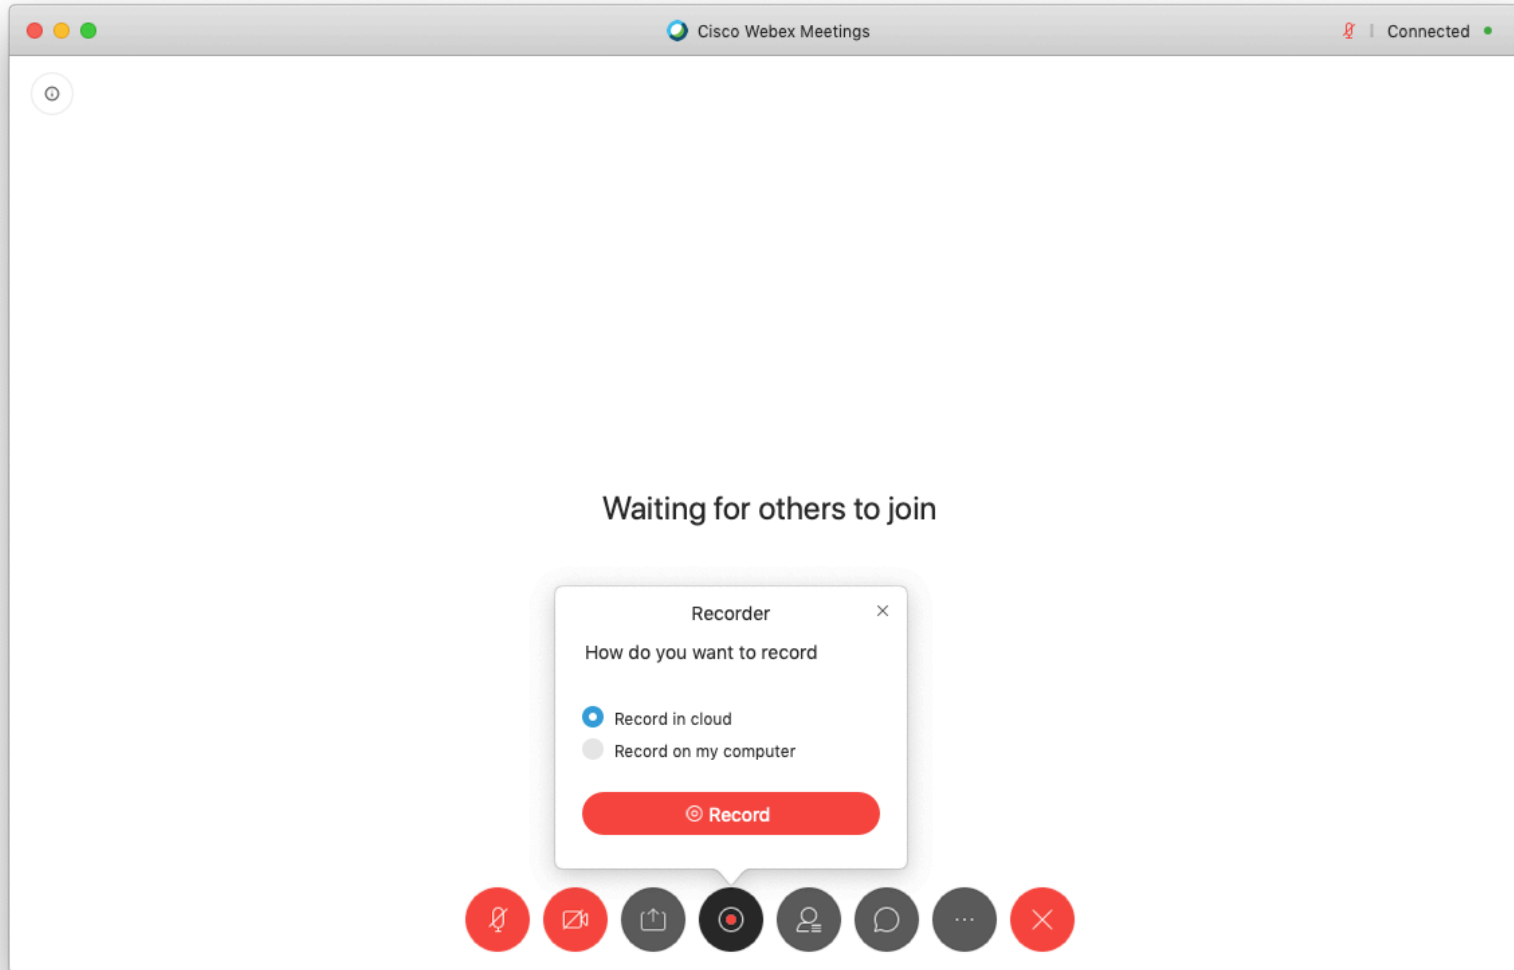 Cisco Webex Meetings
Connected
Waiting for others to join
Recorder
How do you want to record
Record in cloud
Record on my computer
Record